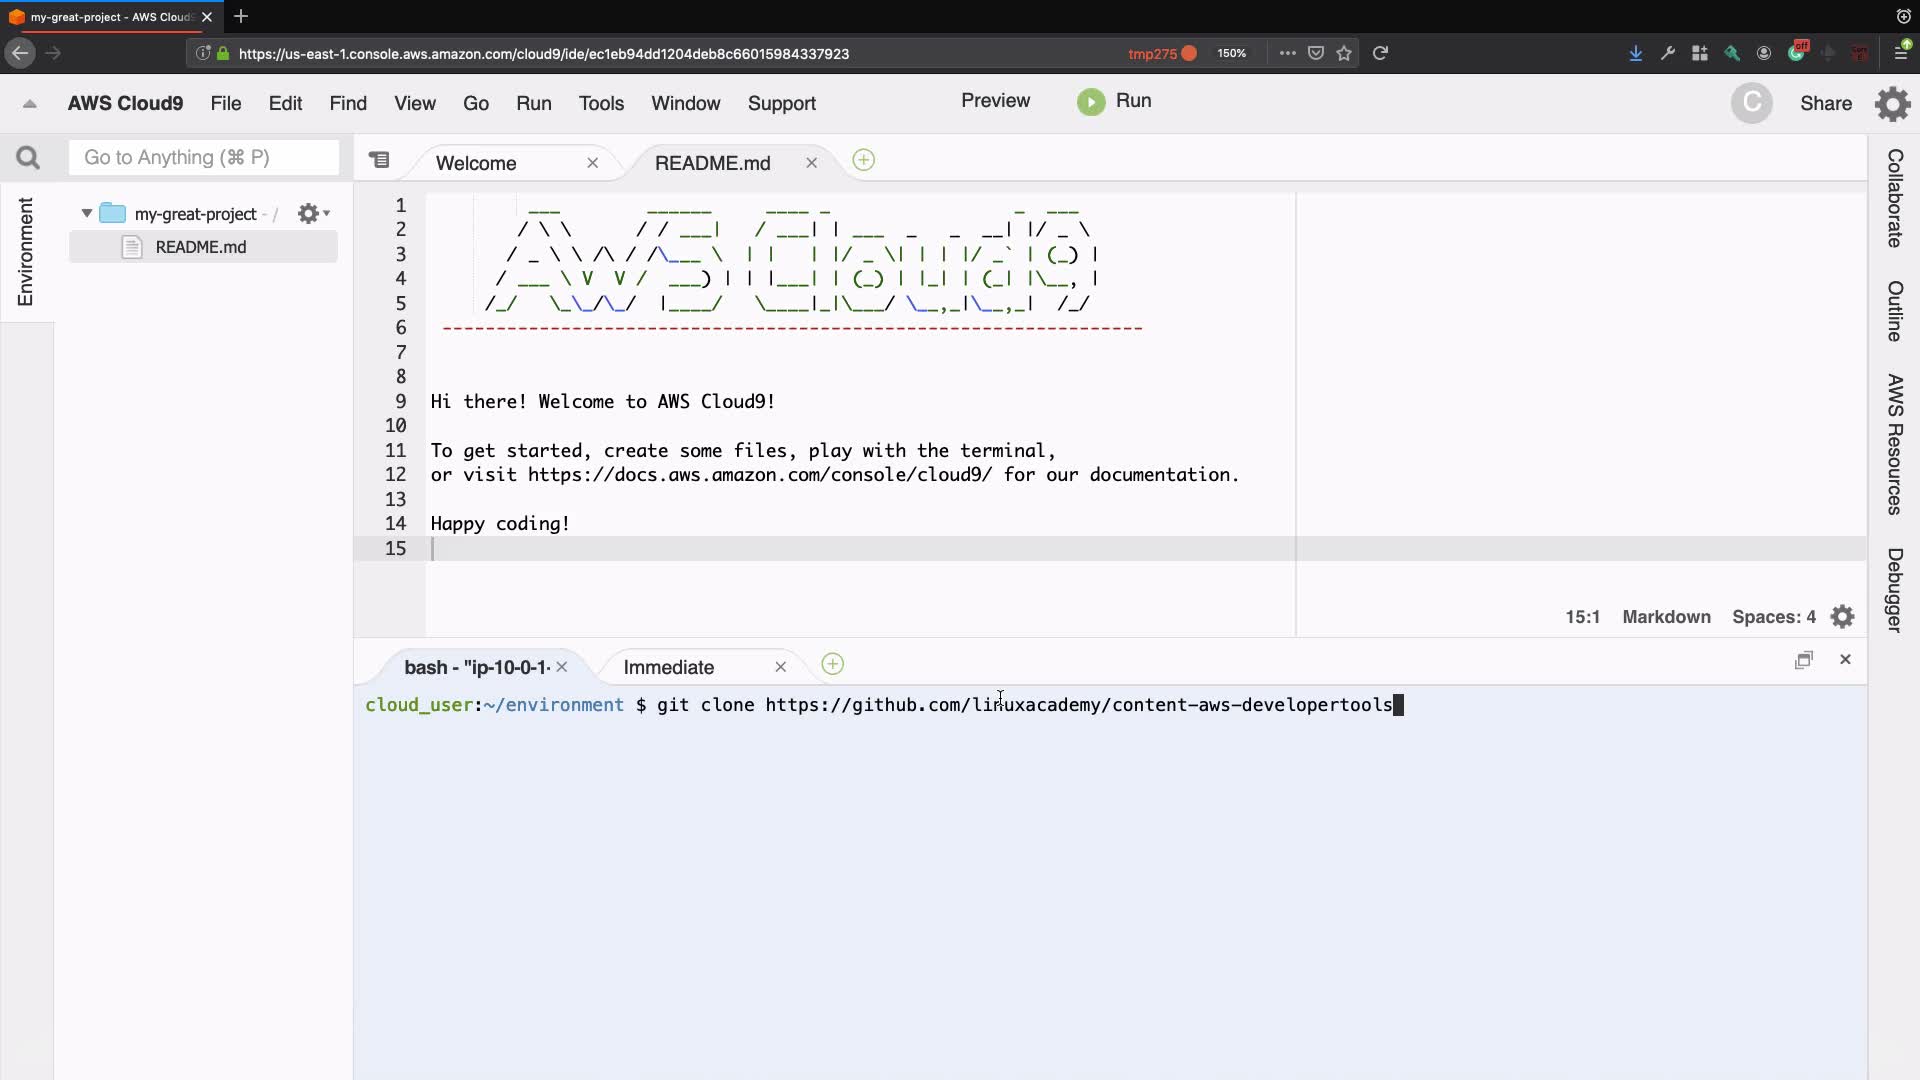 my-great-project - AWS Cloud9
https://us-east-1.console.aws.amazon.com/cloud9/ide/ec1eb94dd1204deb8c66015984337923
tmp275
150%
off
AWS Cloud9 File Edit Find View Go Run Tools Window Support Preview Run C Share
Go to Anything (⌘ P)
Welcome
README.md
Environment
my-great-project - /
README.md
1
2
3
4
5
6 -----------------------------------------------------------------
7
8
9 Hi there! Welcome to AWS Cloud9!
10
11 To get started, create some files, play with the terminal,
12 or visit https://docs.aws.amazon.com/console/cloud9/ for our documentation.
13
14 Happy coding!
15
15:1 Markdown Spaces: 4
Collaborate
Outline
AWS Resources
Debugger
bash - "ip-10-0-1-
Immediate
cloud_user:~/environment $ git clone https://github.com/linuxacademy/content-aws-developertools